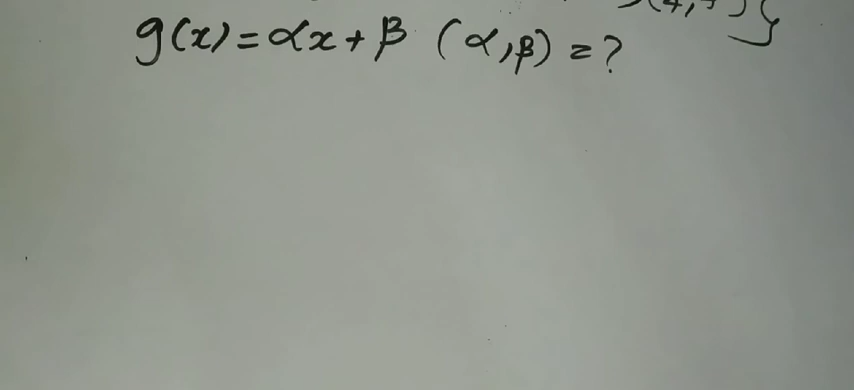 g(x) = αx + β (α, β) = ?